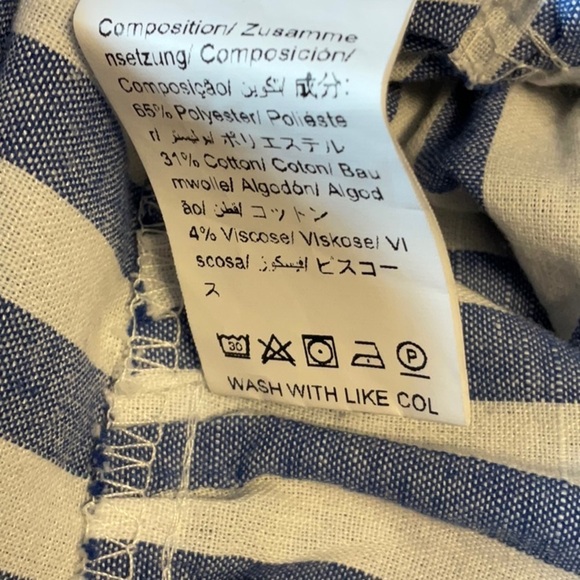 Composition/ Zusamme
nsetzung/ Composición/
Composição/ تكوين/ 成分:
65% Polyester/ Poliéste
r/ بوليستر/ ポリエステル
31% Cotton/ Coton/ Bau
mwolle/ Algodón/ Algod
ão/ قطن/ コットン
4% Viscose/ Viskose/ Vi
scosa/ فيسكوز/ ビスコー
ス
30 P
WASH WITH LIKE COL